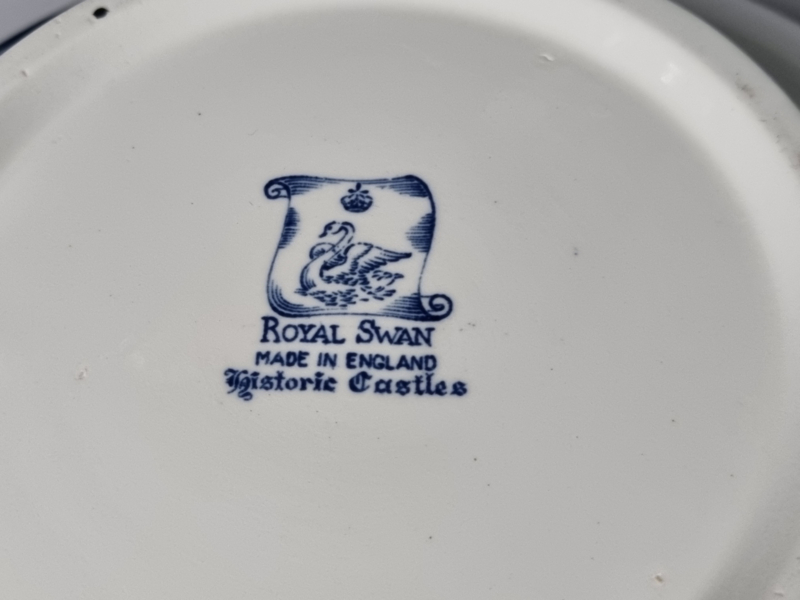 ROYAL SWAN
MADE IN ENGLAND
Historic Castles